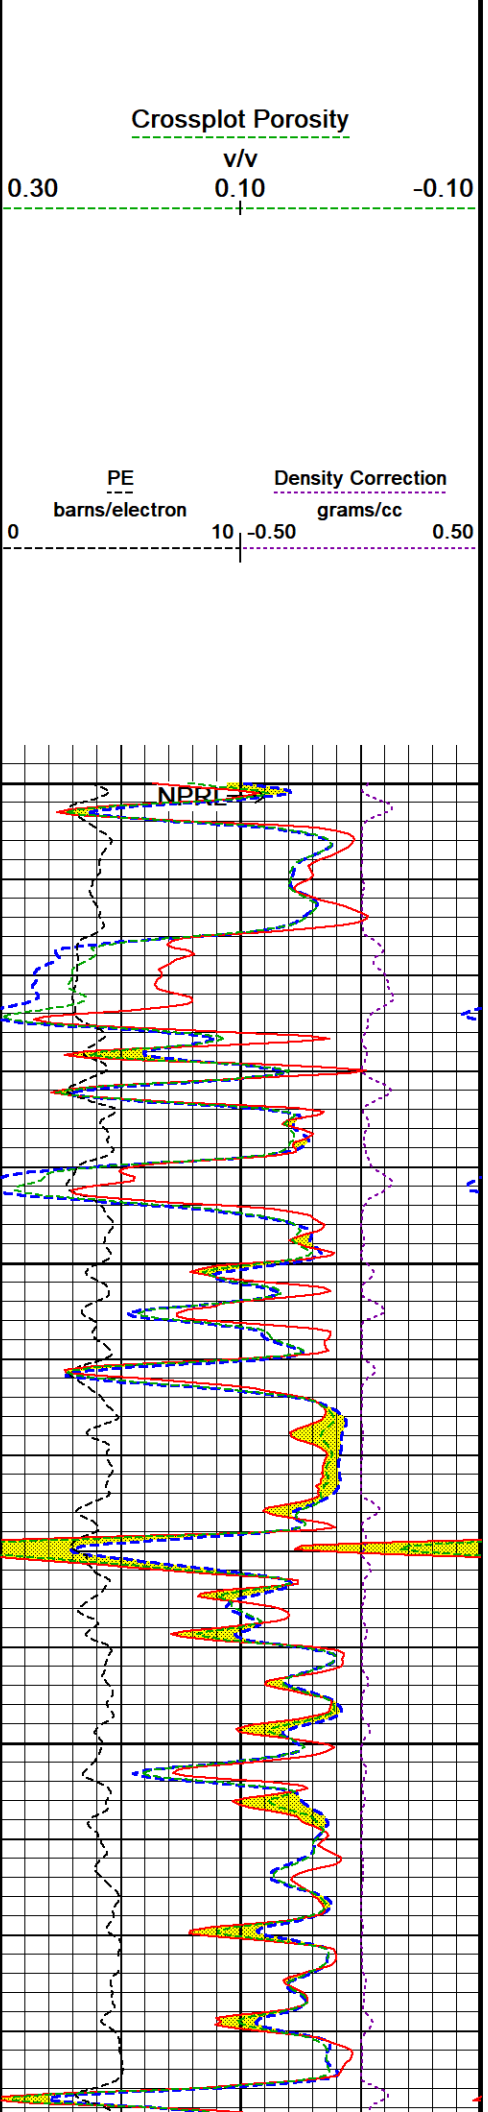 Crossplot Porosity
v/v
0.30 0.10 -0.10
PE Density Correction
barns/electron grams/cc
0 10 -0.50 0.50
NPRL